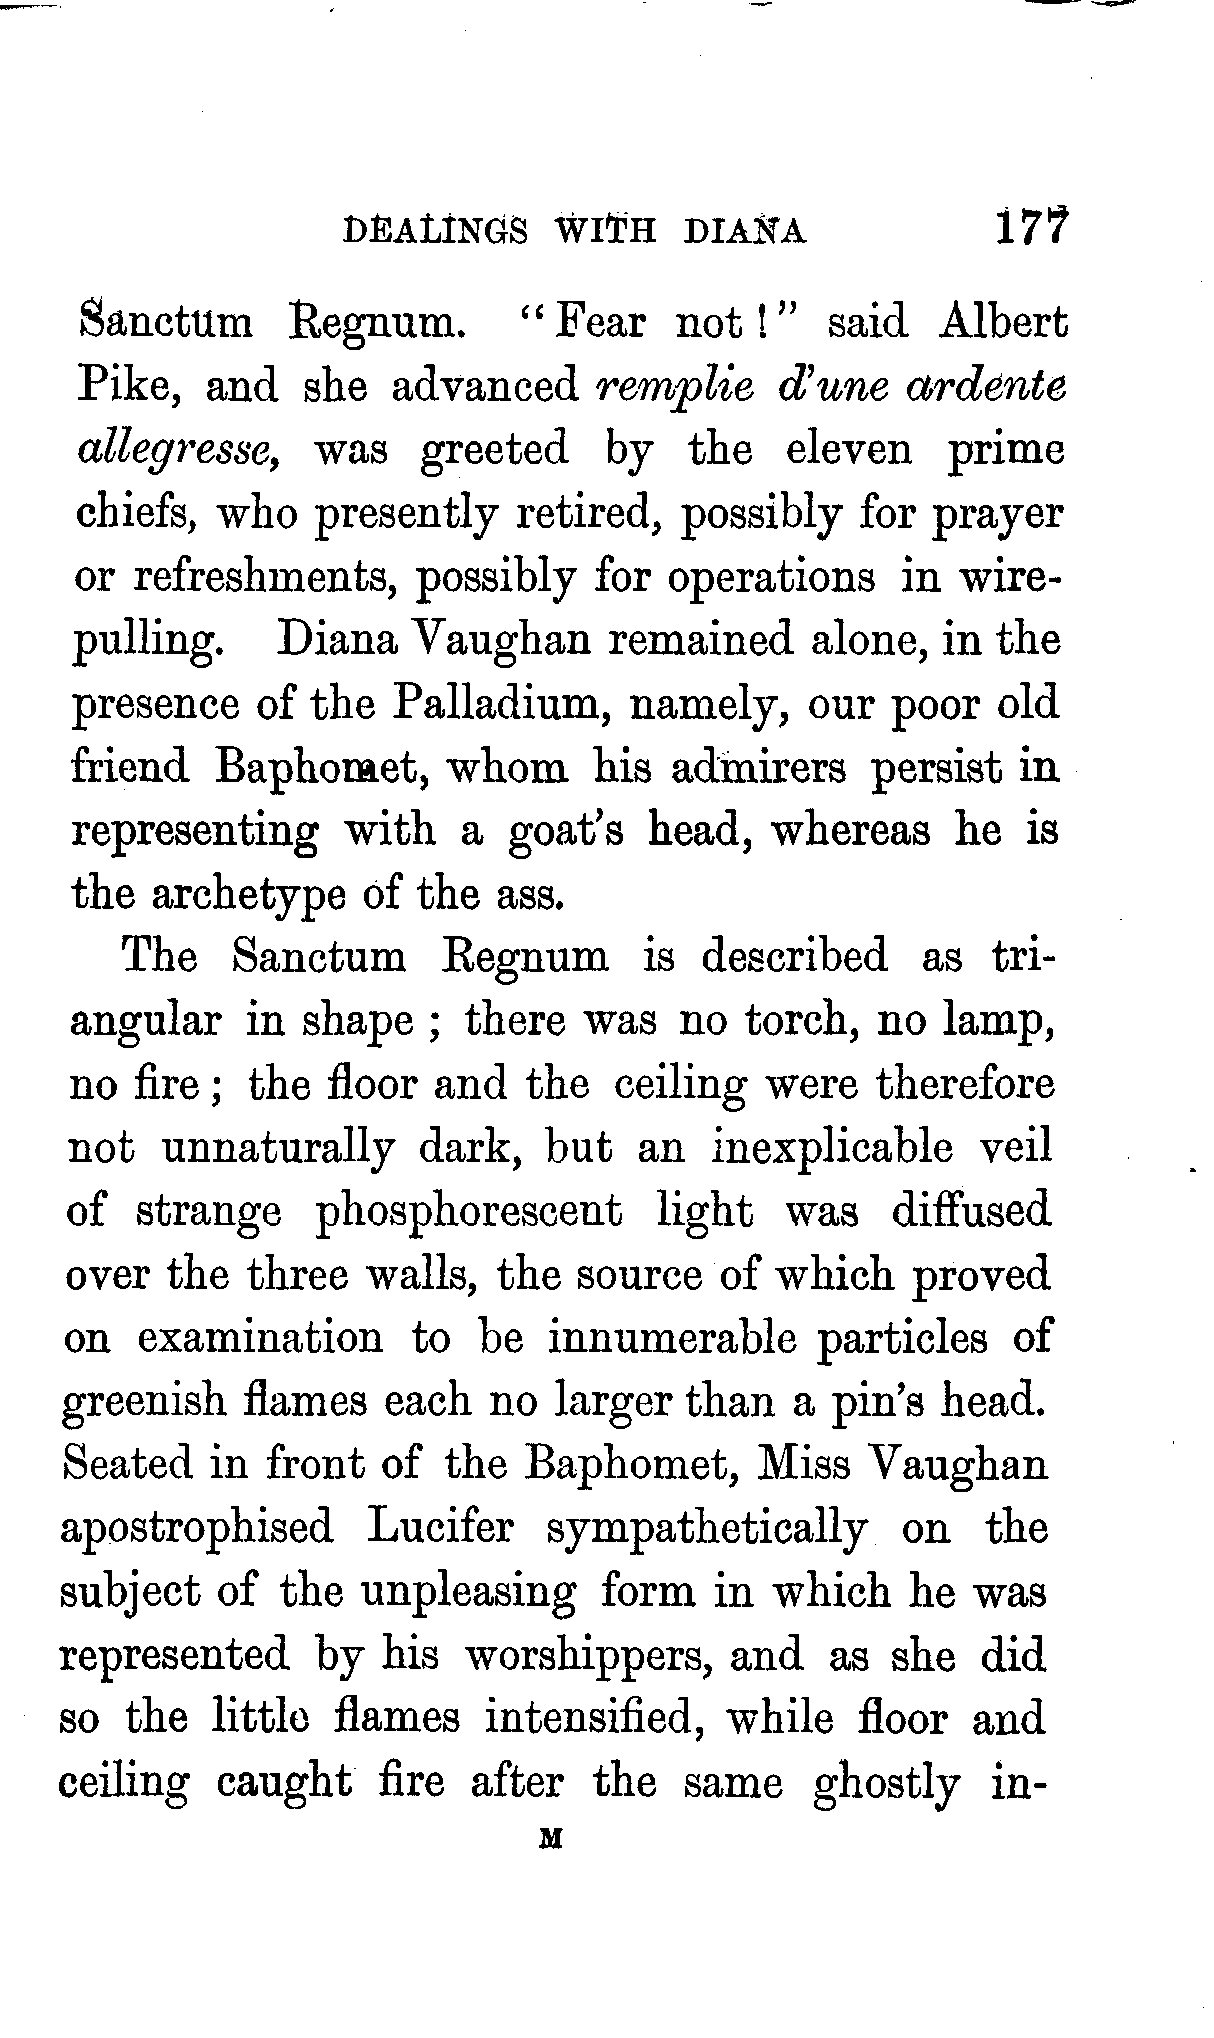 DEALINGS WITH DIANA 177
Sanctum Regnum. “Fear not!” said Albert
Pike, and she advanced remplie d’une ardente
allegresse, was greeted by the eleven prime
chiefs, who presently retired, possibly for prayer
or refreshments, possibly for operations in wire-
pulling. Diana Vaughan remained alone, in the
presence of the Palladium, namely, our poor old
friend Baphomet, whom his admirers persist in
representing with a goat’s head, whereas he is
the archetype of the ass.
The Sanctum Regnum is described as tri-
angular in shape; there was no torch, no lamp,
no fire; the floor and the ceiling were therefore
not unnaturally dark, but an inexplicable veil
of strange phosphorescent light was diffused
over the three walls, the source of which proved
on examination to be innumerable particles of
greenish flames each no larger than a pin’s head.
Seated in front of the Baphomet, Miss Vaughan
apostrophised Lucifer sympathetically on the
subject of the unpleasing form in which he was
represented by his worshippers, and as she did
so the little flames intensified, while floor and
ceiling caught fire after the same ghostly in-
M